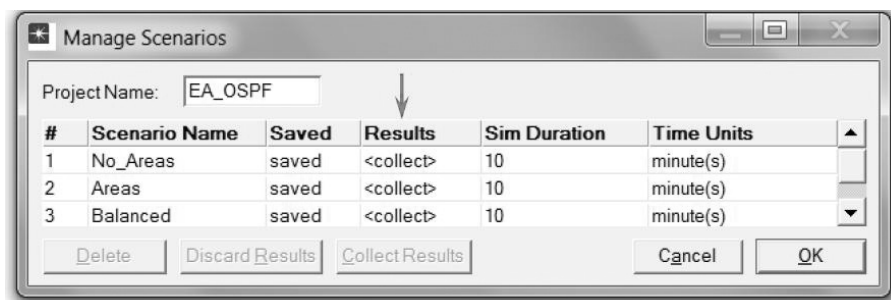 Manage Scenarios
Project Name: EA_OSPF
# Scenario Name Saved Results Sim Duration Time Units
1 No_Areas saved <collect> 10 minute(s)
2 Areas saved <collect> 10 minute(s)
3 Balanced saved <collect> 10 minute(s)
Delete Discard Results Collect Results Cancel OK